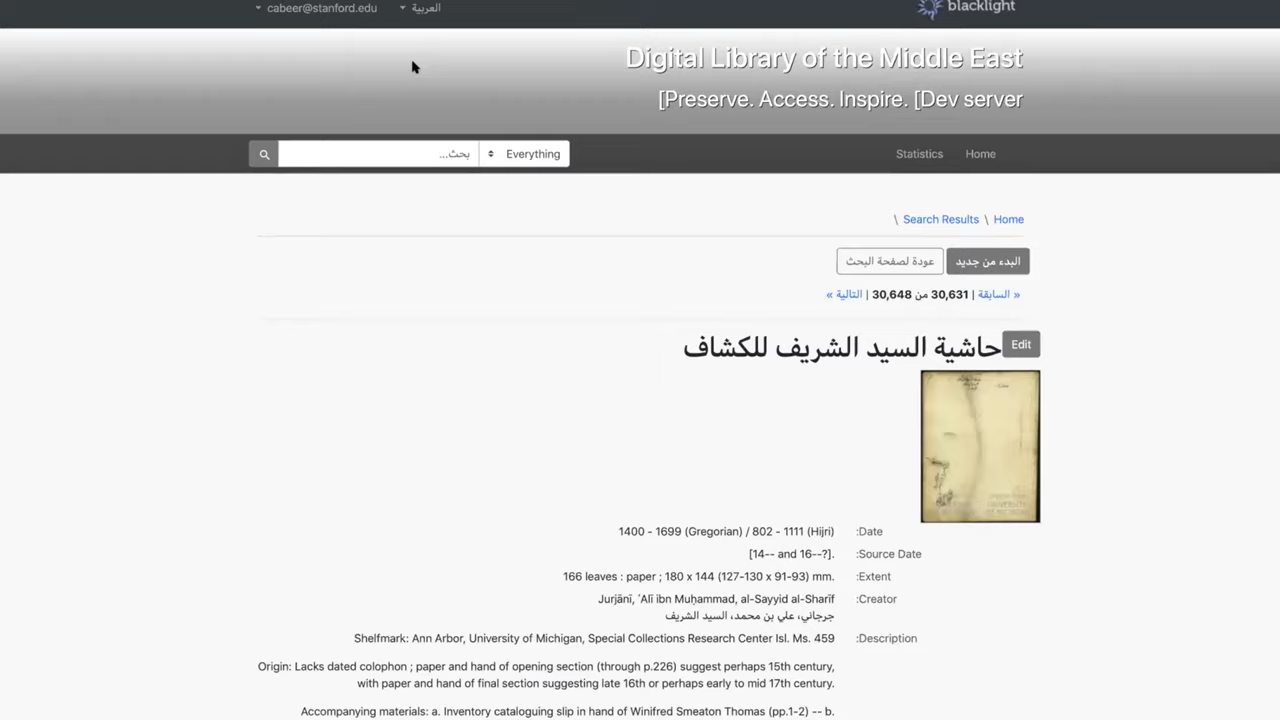 blacklight
العربية
cabeer@stanford.edu
Digital Library of the Middle East
[Preserve. Access. Inspire. [Dev server
Home
Statistics
Everything
بحث...
Home \ Search Results \
البدء من جديد
عودة لصفحة البحث
« السابقة | 30,631 من 30,648 | التالية »
حاشية السيد الشريف للكشاف
Edit
:Date 1400 - 1699 (Gregorian) / 802 - 1111 (Hijri)
:Source Date [14-- and 16--?].
:Extent 166 leaves : paper ; 180 x 144 (127-130 x 91-93) mm.
:Creator Jurjānī, ʻAlī ibn Muḥammad, al-Sayyid al-Sharīf
جرجاني، علي بن محمد، السيد الشريف
:Description Shelfmark: Ann Arbor, University of Michigan, Special Collections Research Center Isl. Ms. 459
Origin: Lacks dated colophon ; paper and hand of opening section (through p.226) suggest perhaps 15th century,
with paper and hand of final section suggesting late 16th or perhaps early to mid 17th century.
Accompanying materials: a. Inventory cataloguing slip in hand of Winifred Smeaton Thomas (pp.1-2) -- b.